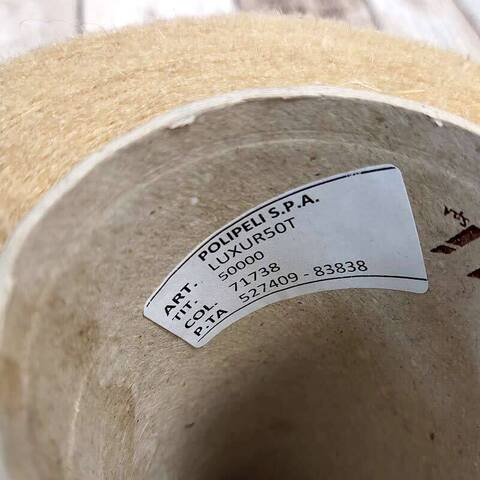 POLIPELI S.P.A.
ART. LUXUR50T
TIT. 50000
COL. 71738
P-TA 527409 - 83838